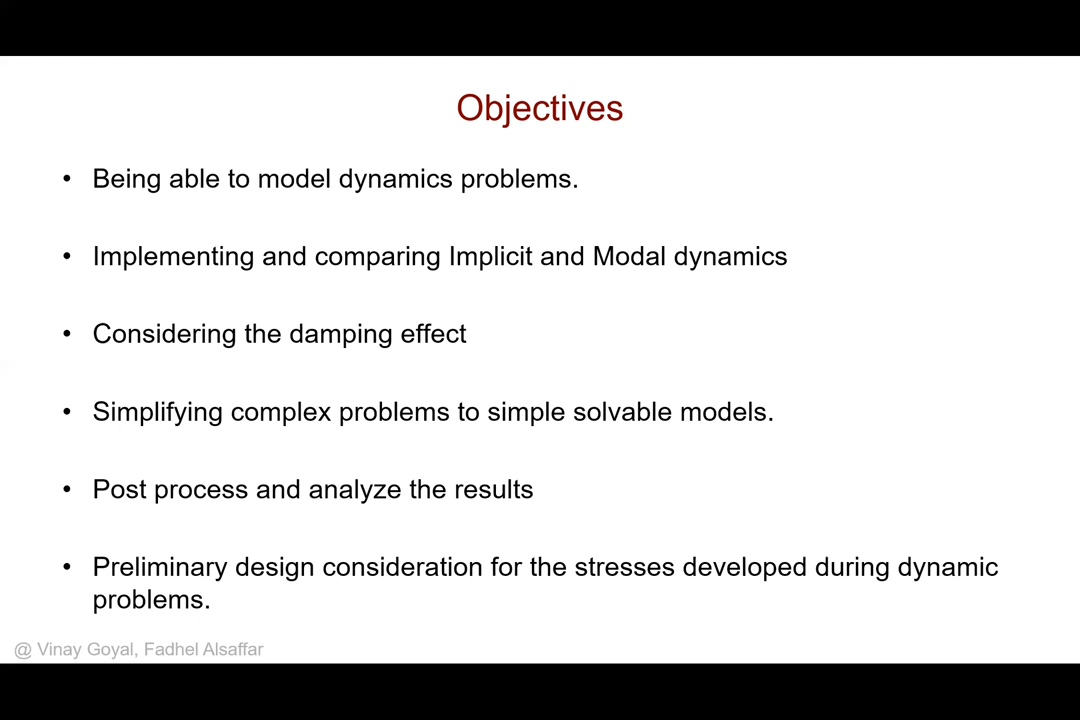 Objectives
• Being able to model dynamics problems.
• Implementing and comparing Implicit and Modal dynamics
• Considering the damping effect
• Simplifying complex problems to simple solvable models.
• Post process and analyze the results
• Preliminary design consideration for the stresses developed during dynamic
problems.
@ Vinay Goyal, Fadhel Alsaffar